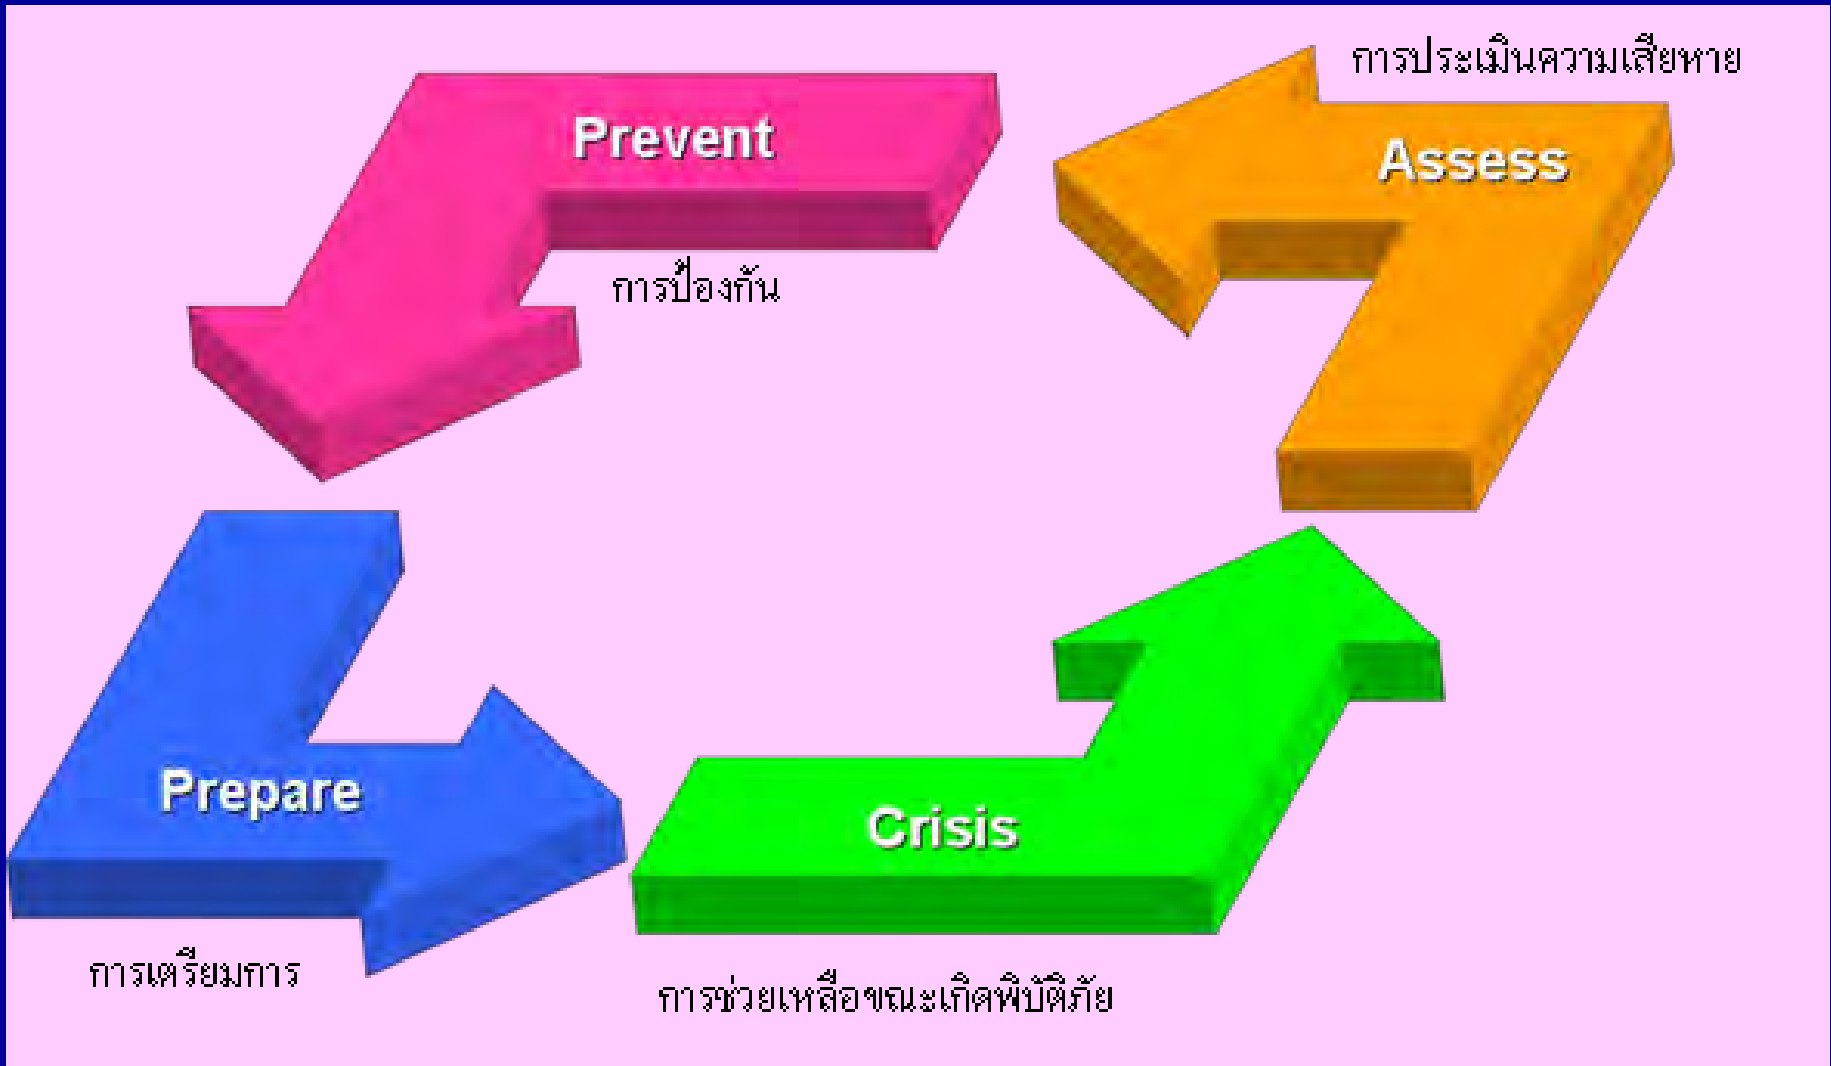 การประเมินความเสียหาย
Prevent
Assess
การป้องกัน
Prepare
Crisis
การเตรียมการ
การช่วยเหลือขณะเกิดพิบัติภัย